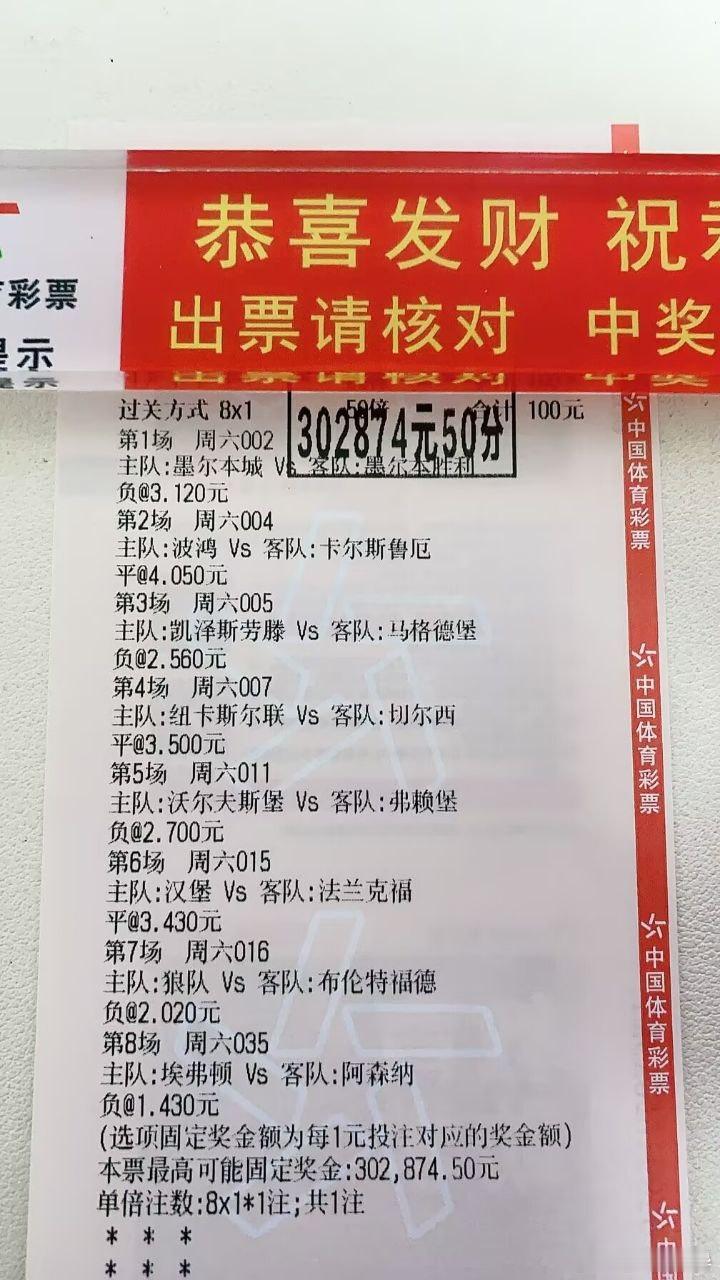 恭喜发财 祝
出票请核对 中奖
彩票
示
过关方式 8x1 50倍 合计 100元
302874元50分
第1场 周六002
主队:墨尔本城 Vs 客队:墨尔本胜利
负@3.120元
第2场 周六004
主队:波鸿 Vs 客队:卡尔斯鲁厄
平@4.050元
第3场 周六005
主队:凯泽斯劳滕 Vs 客队:马格德堡
负@2.560元
第4场 周六007
主队:纽卡斯尔联 Vs 客队:切尔西
平@3.500元
第5场 周六011
主队:沃尔夫斯堡 Vs 客队:弗赖堡
负@2.700元
第6场 周六015
主队:汉堡 Vs 客队:法兰克福
平@3.430元
第7场 周六016
主队:狼队 Vs 客队:布伦特福德
负@2.020元
第8场 周六035
主队:埃弗顿 Vs 客队:阿森纳
负@1.430元
(选项固定奖金额为每1元投注对应的奖金额)
本票最高可能固定奖金:302,874.50元
单倍注数:8x1*1注;共1注
* * *
* * *
中国体育彩票
中国体育彩票
中国体育彩票
中国